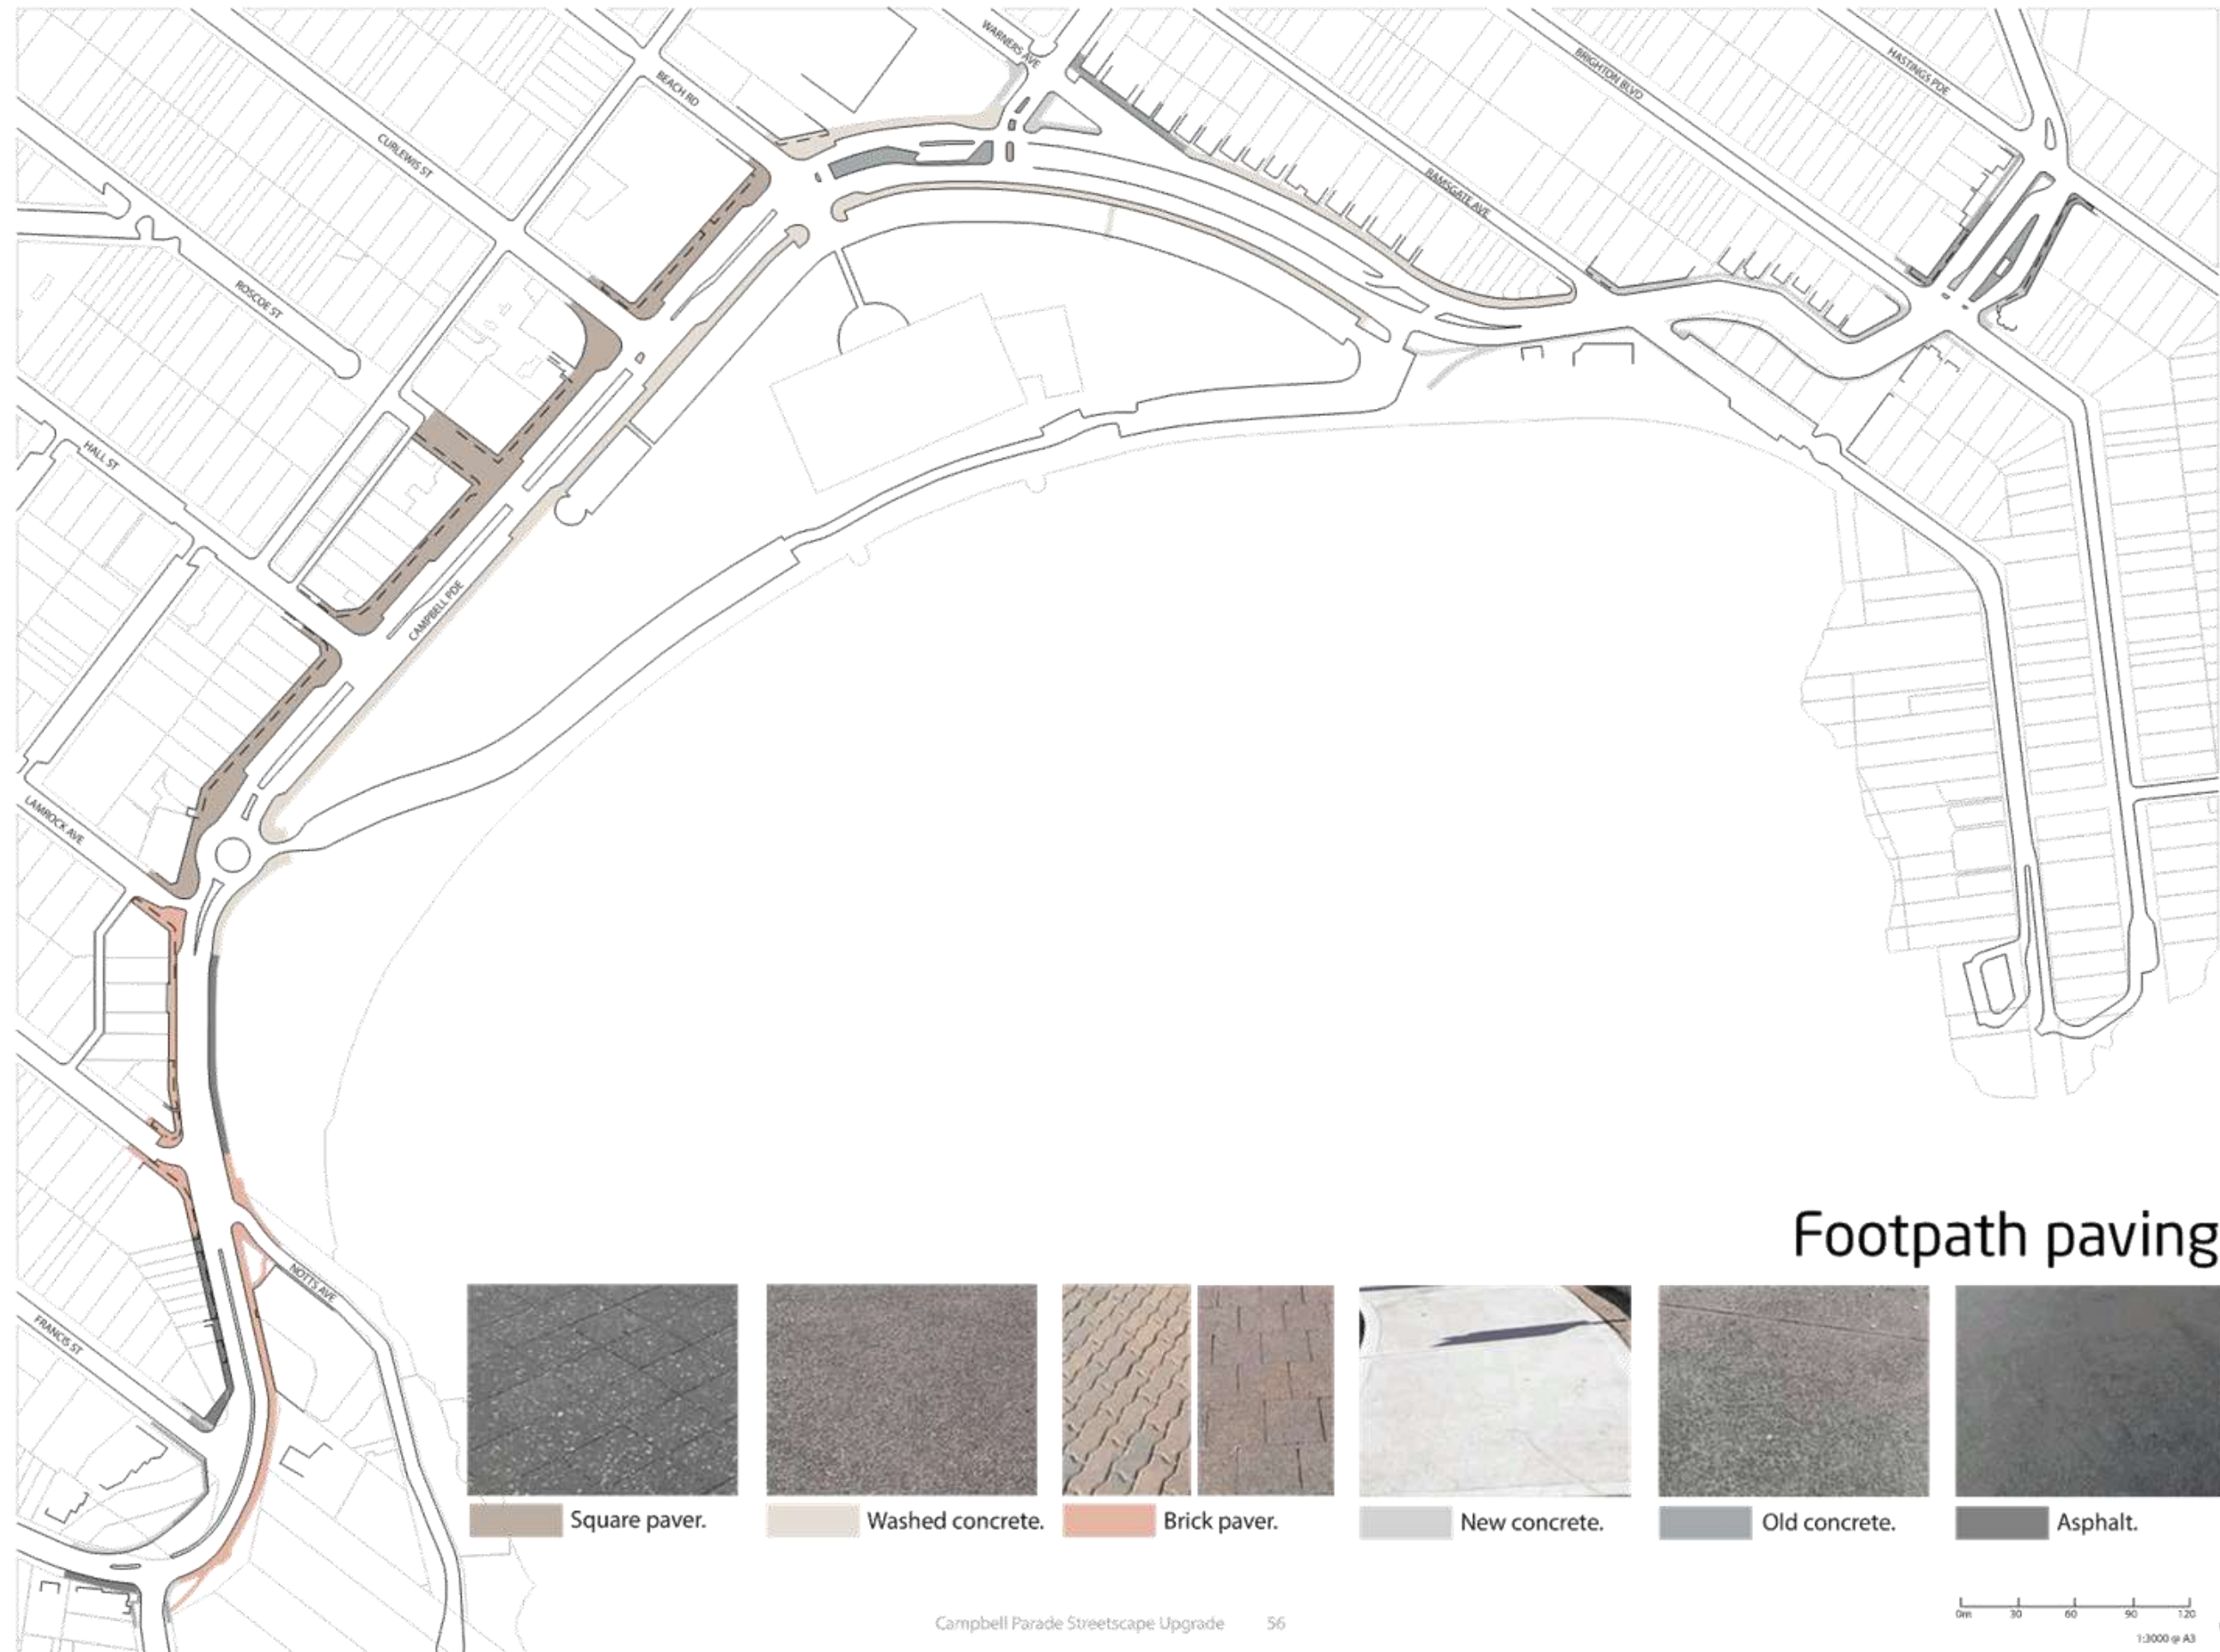 WARNERS AVE
BEACH RD
BRIGHTON BLVD
HASTINGS PDE
CURLEWIS ST
RAMSGATE AVE
ROSCOE ST
HALL ST
CAMPBELL PDE
LAMROCK AVE
NOTTS AVE
FRANCIS ST
Footpath paving
Square paver.
Washed concrete.
Brick paver.
New concrete.
Old concrete.
Asphalt.
0m 30 60 90 120
1:3000 @ A3
Campbell Parade Streetscape Upgrade 56